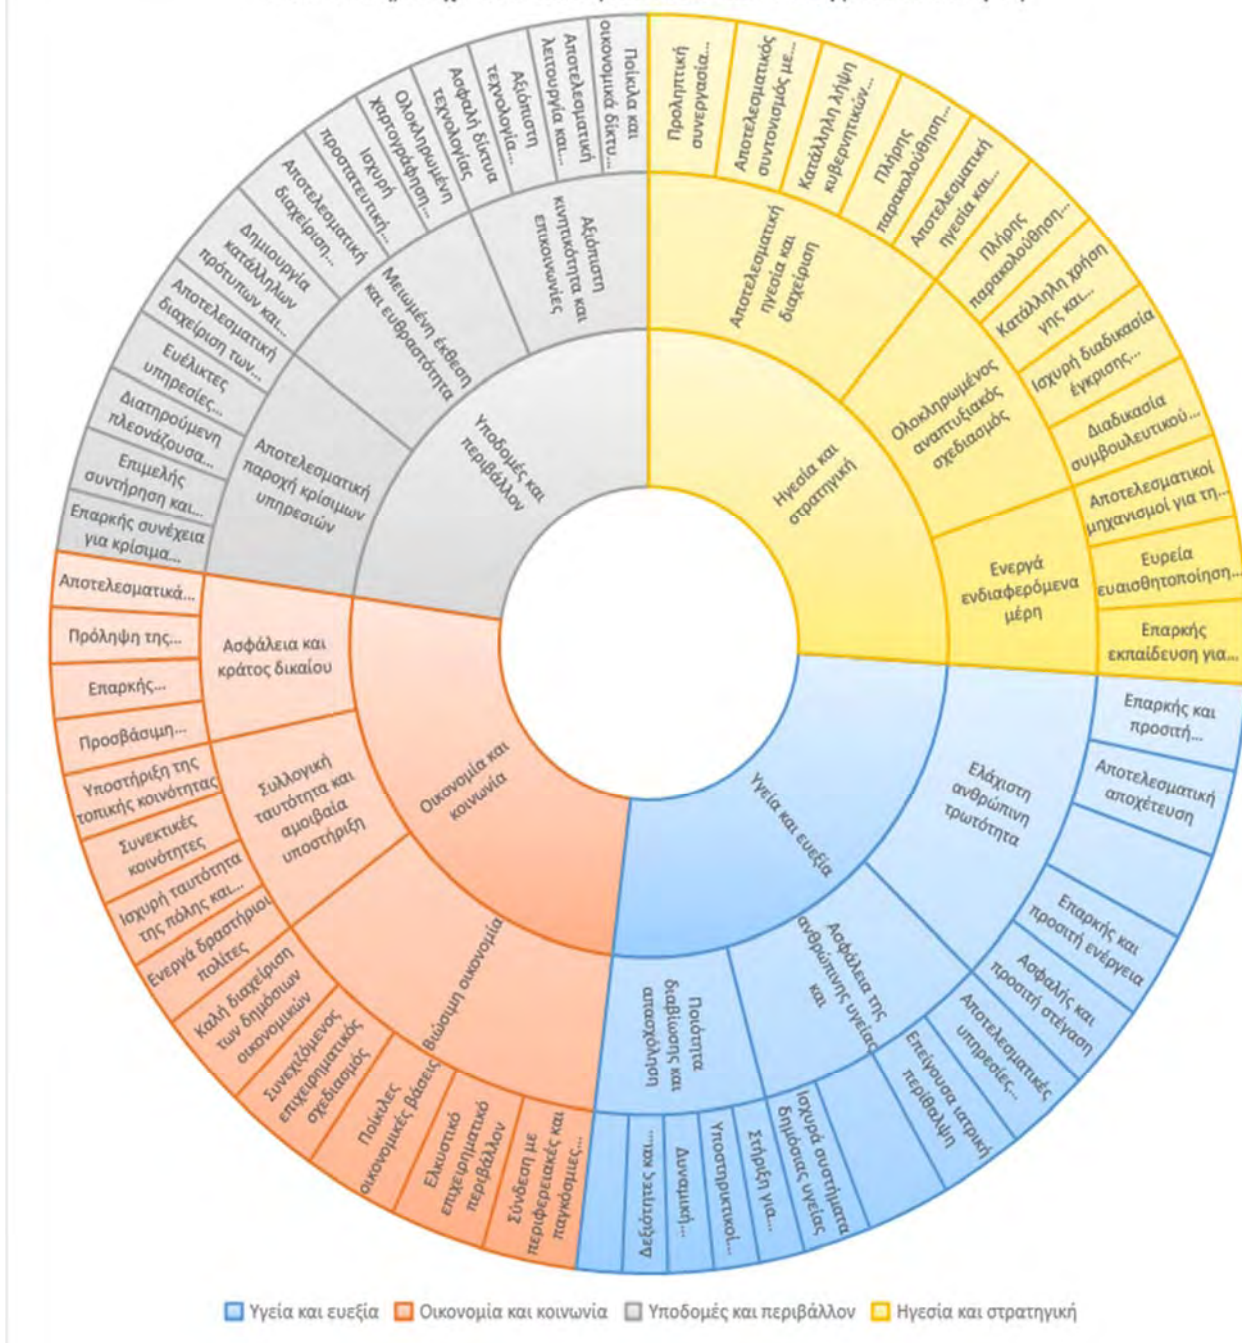 Προληπτική
συνεργασία...
Αποτελεσματικός
συντονισμός με...
Κατάλληλη λήψη
κυβερνητικών...
Πλήρης
παρακολούθηση...
Αποτελεσματική
ηγεσία και...
Πλήρης
παρακολούθηση...
Κατάλληλη χρήση
γης και...
Ισχυρή διαδικασία
έγκρισης...
Διαδικασία
συμβουλευτικού...
Αποτελεσματικοί
μηχανισμοί για τη...
Ευρεία
ευαισθητοποίηση...
Επαρκής
εκπαίδευση για...
Αποτελεσματική
ηγεσία και
διαχείριση
Ολοκληρωμένος
αναπτυξιακός
σχεδιασμός
Ενεργά
ενδιαφερόμενα
μέρη
Ηγεσία και
στρατηγική
Επαρκής και
προσιτή...
Αποτελεσματική
αποχέτευση
Επαρκής και
προσιτή ενέργεια
Ασφαλής και
προσιτή στέγαση
Αποτελεσματικές
υπηρεσίες...
Επείγουσα ιατρική
περίθαλψη
Ισχυρά συστήματα
δημόσιας υγείας
Στήριξη για...
Υποστηρικτικοί...
Δυναμική...
Δεξιότητες και...
Ελάχιστη
ανθρώπινη
τρωτότητα
Ασφάλεια της
ανθρώπινης υγείας
και
Ποιότητα
διαβίωσης και
απασχόληση
Υγεία και ευεξία
Σύνδεση με
περιφερειακές και
παγκόσμιες...
Ελκυστικό
επιχειρηματικό
περιβάλλον
Ποίκιλες
οικονομικές βάσεις
Συνεχιζόμενος
επιχειρηματικός
σχεδιασμός
Καλή διαχείριση
των δημόσιων
οικονομικών
Ενεργά δραστήριοι
πολίτες
Ισχυρή ταυτότητα
της πόλης και...
Συνεκτικές
κοινότητες
Υποστήριξη της
τοπικής κοινότητας
Προσβάσιμη...
Επαρκής...
Πρόληψη της...
Αποτελεσματικά...
Βιώσιμη οικονομία
Συλλογική
ταυτότητα και
αμοιβαία
υποστήριξη
Ασφάλεια και
κράτος δικαίου
Οικονομία και
κοινωνία
Επαρκής συνέχεια
για κρίσιμα...
Επιμελής
συντήρηση και...
Διατηρούμενη
πλεονάζουσα...
Ευέλικτες
υπηρεσίες...
Αποτελεσματική
διαχείριση των...
Δημιουργία
κατάλληλων
πρότυπων και...
Αποτελεσματική
διαχείριση...
Ισχυρή
προστατευτική...
Ολοκληρωμένη
χαρτογράφηση...
Ασφαλή δίκτυα
τεχνολογίας
Αξιόπιστη
τεχνολογία...
Αποτελεσματική
λειτουργία και...
Ποίκιλα και
οικονομικά δίκτυ...
Αποτελεσματική
παροχή κρίσιμων
υπηρεσιών
Μειωμένη έκθεση
και ευθραστότητα
Αξιόπιστη
κινητικότητα και
επικοινωνίες
Υποδομές και
περιβάλλον
Υγεία και ευεξία
Οικονομία και κοινωνία
Υποδομές και περιβάλλον
Ηγεσία και στρατηγική